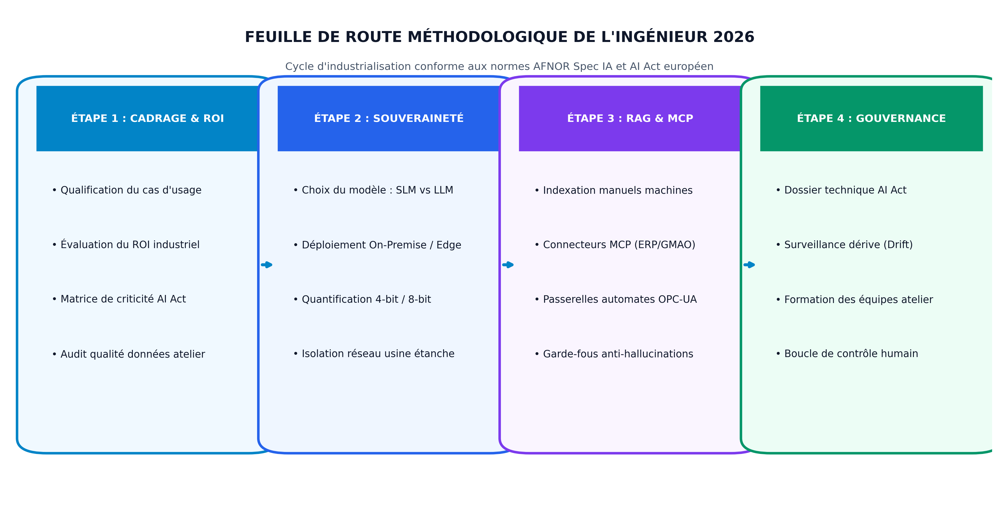 FEUILLE DE ROUTE MÉTHODOLOGIQUE DE L'INGÉNIEUR 2026
Cycle d'industrialisation conforme aux normes AFNOR Spec IA et AI Act européen
ÉTAPE 1 : CADRAGE & ROI
• Qualification du cas d'usage
• Évaluation du ROI industriel
• Matrice de criticité AI Act
• Audit qualité données atelier
ÉTAPE 2 : SOUVERAINETÉ
• Choix du modèle : SLM vs LLM
• Déploiement On-Premise / Edge
• Quantification 4-bit / 8-bit
• Isolation réseau usine étanche
ÉTAPE 3 : RAG & MCP
• Indexation manuels machines
• Connecteurs MCP (ERP/GMAO)
• Passerelles automates OPC-UA
• Garde-fous anti-hallucinations
ÉTAPE 4 : GOUVERNANCE
• Dossier technique AI Act
• Surveillance dérive (Drift)
• Formation des équipes atelier
• Boucle de contrôle humain